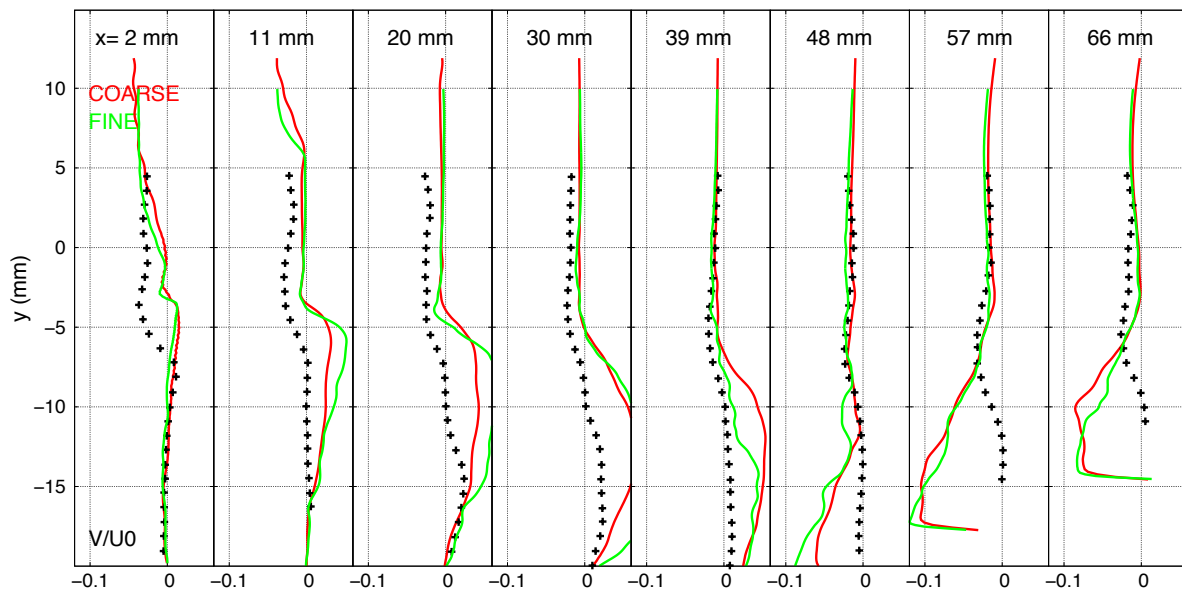 x= 2 mm 11 mm 20 mm 30 mm 39 mm 48 mm 57 mm 66 mm
10
COARSE
FINE
5
0
y (mm)
−5
−10
−15
V/U0
−0.1 0 −0.1 0 −0.1 0 −0.1 0 −0.1 0 −0.1 0 −0.1 0 −0.1 0